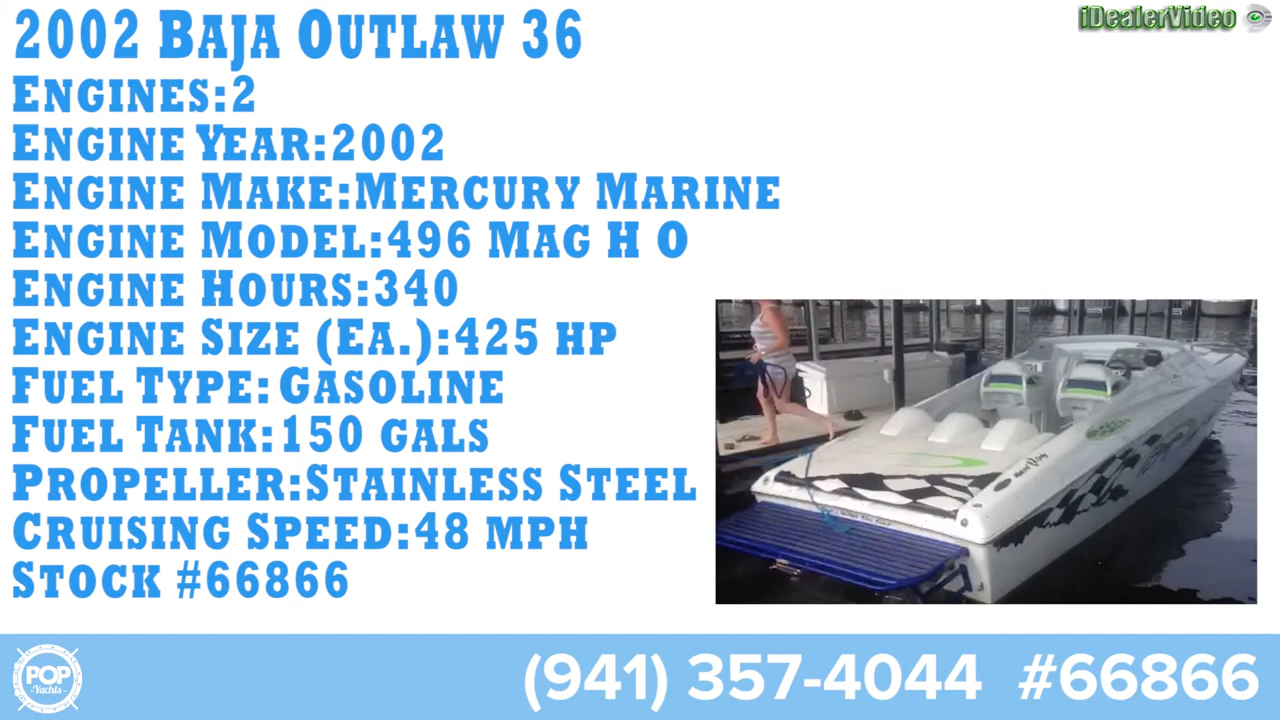 2002 Baja Outlaw 36
iDealerVideo
Engines:2
Engine Year:2002
Engine Make:Mercury Marine
Engine Model:496 Mag H O
Engine Hours:340
Engine Size (Ea.):425 hp
Fuel Type: Gasoline
Fuel Tank:150 gals
Propeller:Stainless Steel
Cruising Speed:48 mph
Stock #66866
POP
-Yachts-
(941) 357-4044 #66866